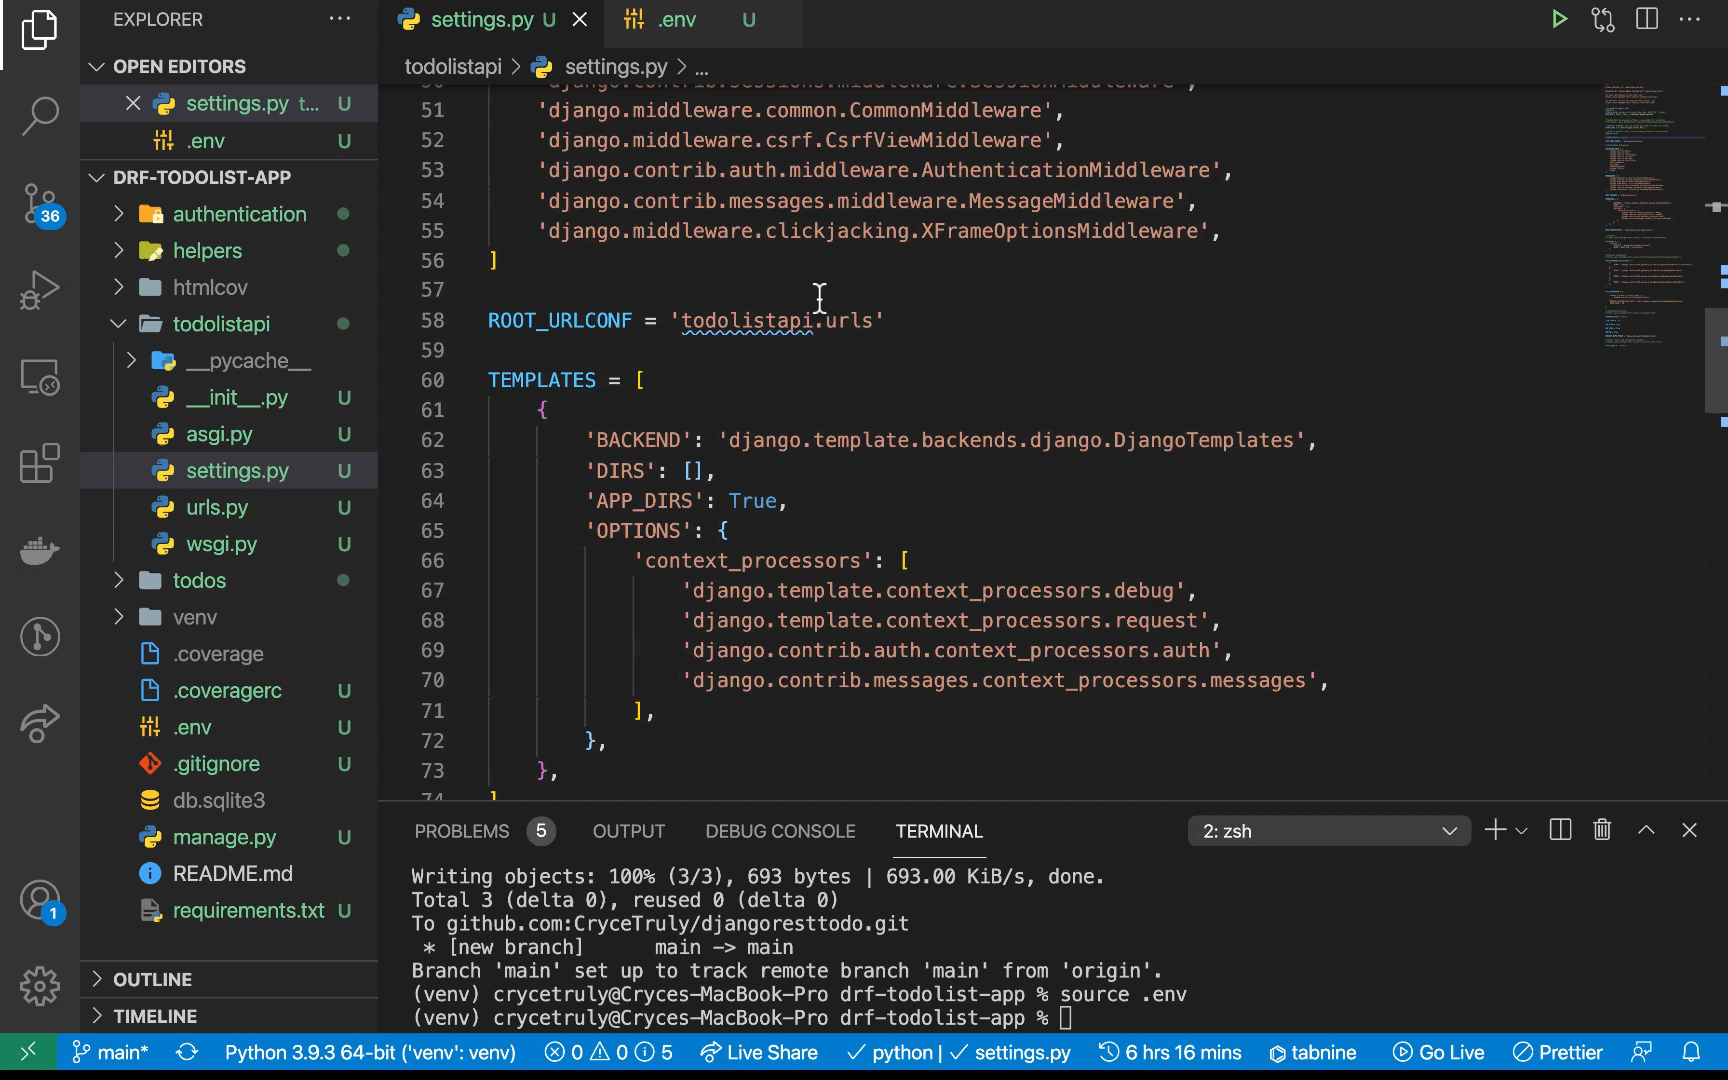 EXPLORER
OPEN EDITORS
settings.py t... U
.env U
DRF-TODOLIST-APP
authentication
helpers
htmlcov
todolistapi
__pycache__
__init__.py U
asgi.py U
settings.py U
urls.py U
wsgi.py U
todos
venv
.coverage
.coveragerc U
.env U
.gitignore U
db.sqlite3
manage.py U
README.md
requirements.txt U
OUTLINE
TIMELINE
36
1
settings.py U
.env U
todolistapi > settings.py > ...
50 'django.contrib.sessions.middleware.SessionMiddleware',
51 'django.middleware.common.CommonMiddleware',
52 'django.middleware.csrf.CsrfViewMiddleware',
53 'django.contrib.auth.middleware.AuthenticationMiddleware',
54 'django.contrib.messages.middleware.MessageMiddleware',
55 'django.middleware.clickjacking.XFrameOptionsMiddleware',
56 ]
57
58 ROOT_URLCONF = 'todolistapi.urls'
59
60 TEMPLATES = [
61 {
62 'BACKEND': 'django.template.backends.django.DjangoTemplates',
63 'DIRS': [],
64 'APP_DIRS': True,
65 'OPTIONS': {
66 'context_processors': [
67 'django.template.context_processors.debug',
68 'django.template.context_processors.request',
69 'django.contrib.auth.context_processors.auth',
70 'django.contrib.messages.context_processors.messages',
71 ],
72 },
73 },
74 ]
PROBLEMS 5 OUTPUT DEBUG CONSOLE TERMINAL 2: zsh
Writing objects: 100% (3/3), 693 bytes | 693.00 KiB/s, done.
Total 3 (delta 0), reused 0 (delta 0)
To github.com:CryceTruly/djangoresttodo.git
* [new branch] main -> main
Branch 'main' set up to track remote branch 'main' from 'origin'.
(venv) crycetruly@Cryces-MacBook-Pro drf-todolist-app % source .env
(venv) crycetruly@Cryces-MacBook-Pro drf-todolist-app %
main* Python 3.9.3 64-bit ('venv': venv) 0 0 5 Live Share python | settings.py 6 hrs 16 mins tabnine Go Live Prettier